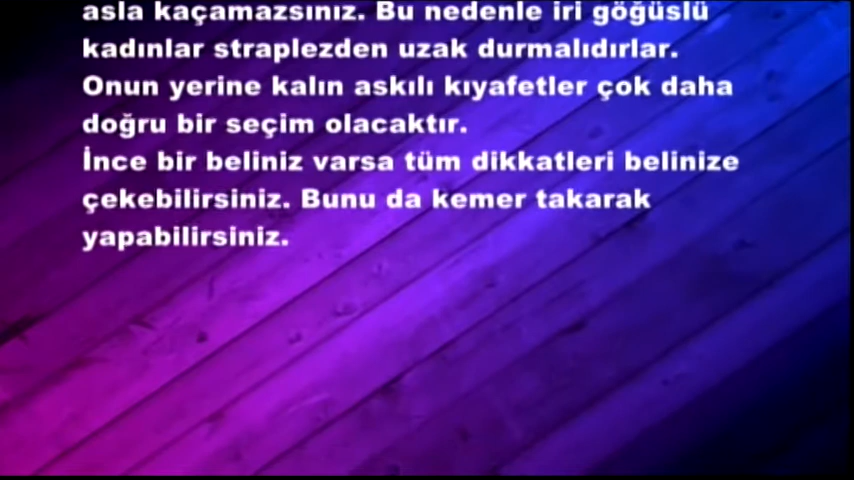 asla kaçamazsınız. Bu nedenle iri göğüslü
kadınlar straplezden uzak durmalıdırlar.
Onun yerine kalın askılı kıyafetler çok daha
doğru bir seçim olacaktır.
İnce bir beliniz varsa tüm dikkatleri belinize
çekebilirsiniz. Bunu da kemer takarak
yapabilirsiniz.